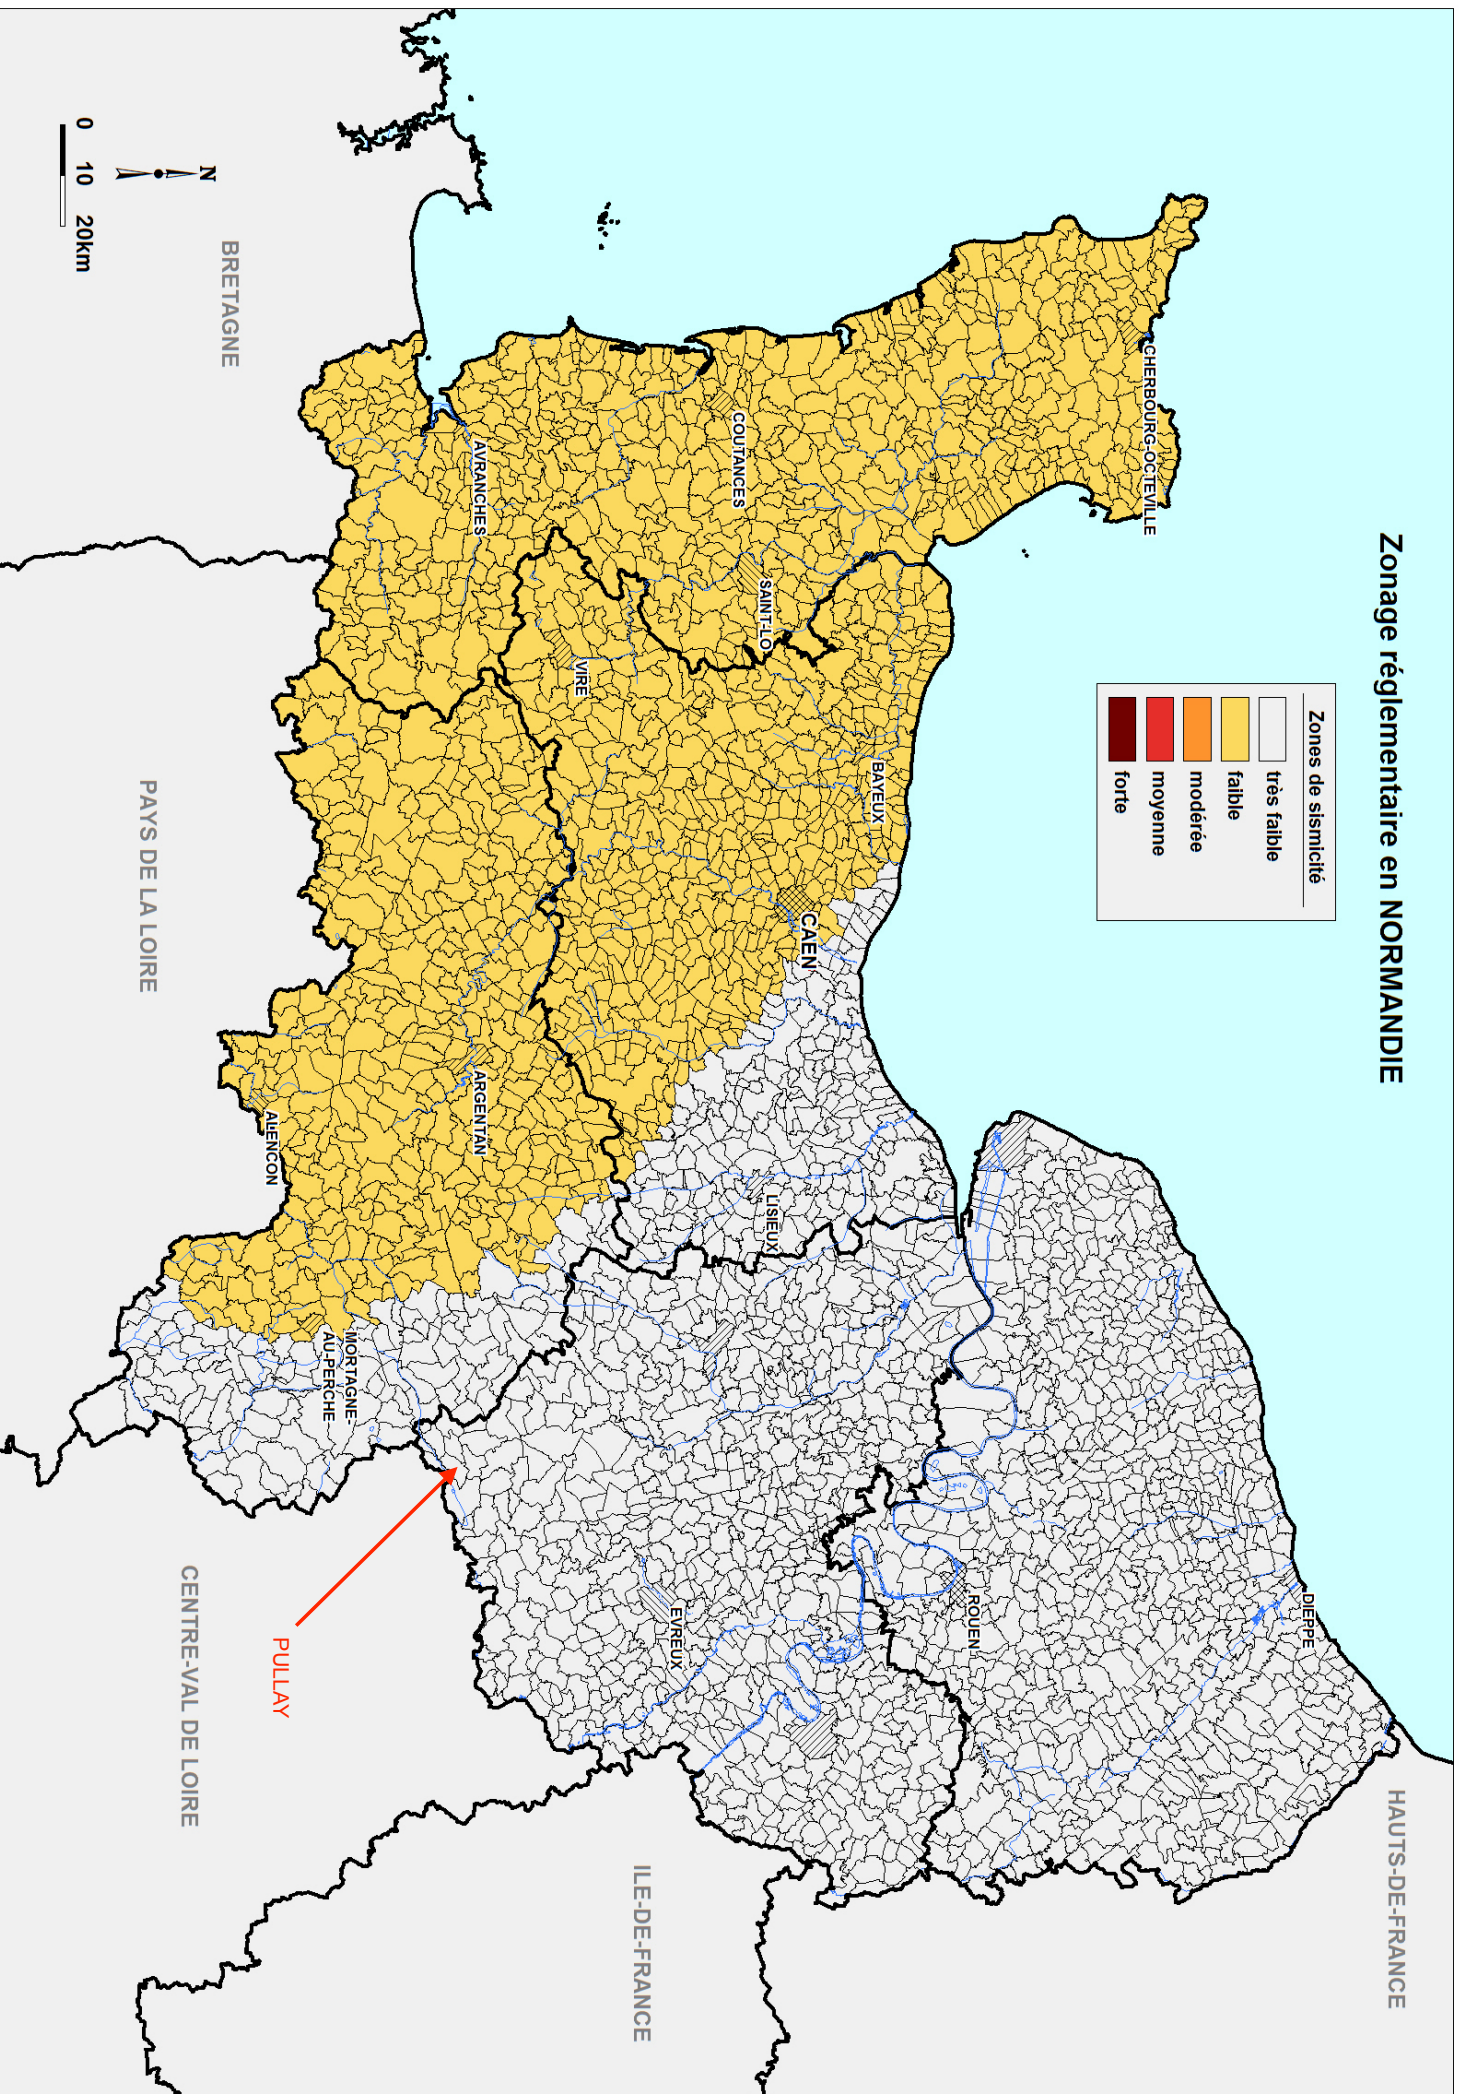 Zonage réglementaire en NORMANDIE
Zones de sismicité
très faible
faible
modérée
moyenne
forte
HAUTS-DE-FRANCE
DIEPPE
CHERBOURG-OCTEVILLE
ROUEN
BAYEUX
CAEN
LISIEUX
SAINT-LO
COUTANCES
EVREUX
ILE-DE-FRANCE
VIRE
AVRANCHES
ARGENTAN
MORTAGNE-
AU-PERCHE
ALENCON
PULLAY
BRETAGNE
PAYS DE LA LOIRE
CENTRE-VAL DE LOIRE
N
0 10 20km